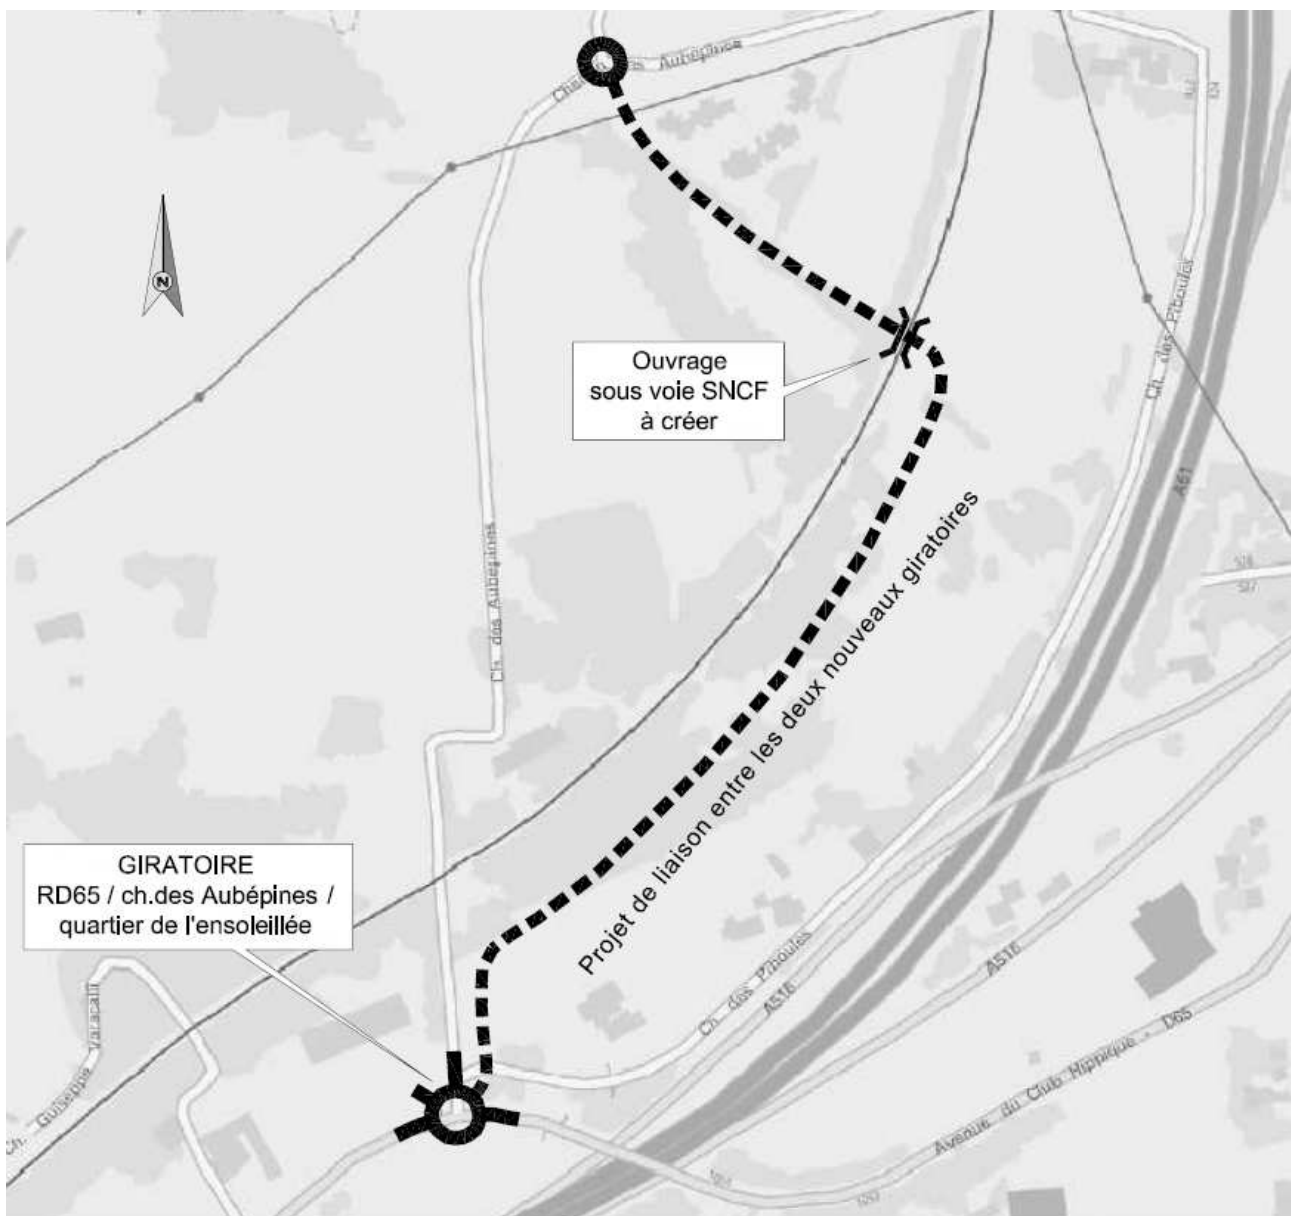 Aubépines
Ouvrage
sous voie SNCF
à créer
Ch. des Piboules
A51
Ch. des Aubépines
Projet de liaison entre les deux nouveaux giratoires
GIRATOIRE
RD65 / ch.des Aubépines /
quartier de l'ensoleillée
Ch. des Piboules
A516
A516
Avenue du Club Hippique - D65
Ch. Guiseppe
N